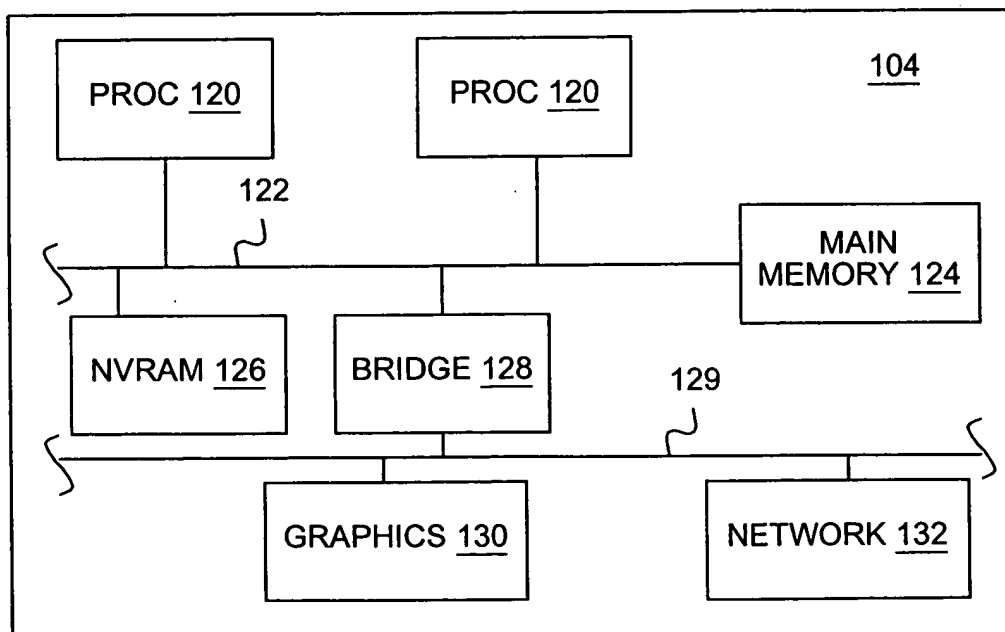 PROC 120
PROC 120
104
122
MAIN
MEMORY 124
NVRAM 126
BRIDGE 128
129
GRAPHICS 130
NETWORK 132